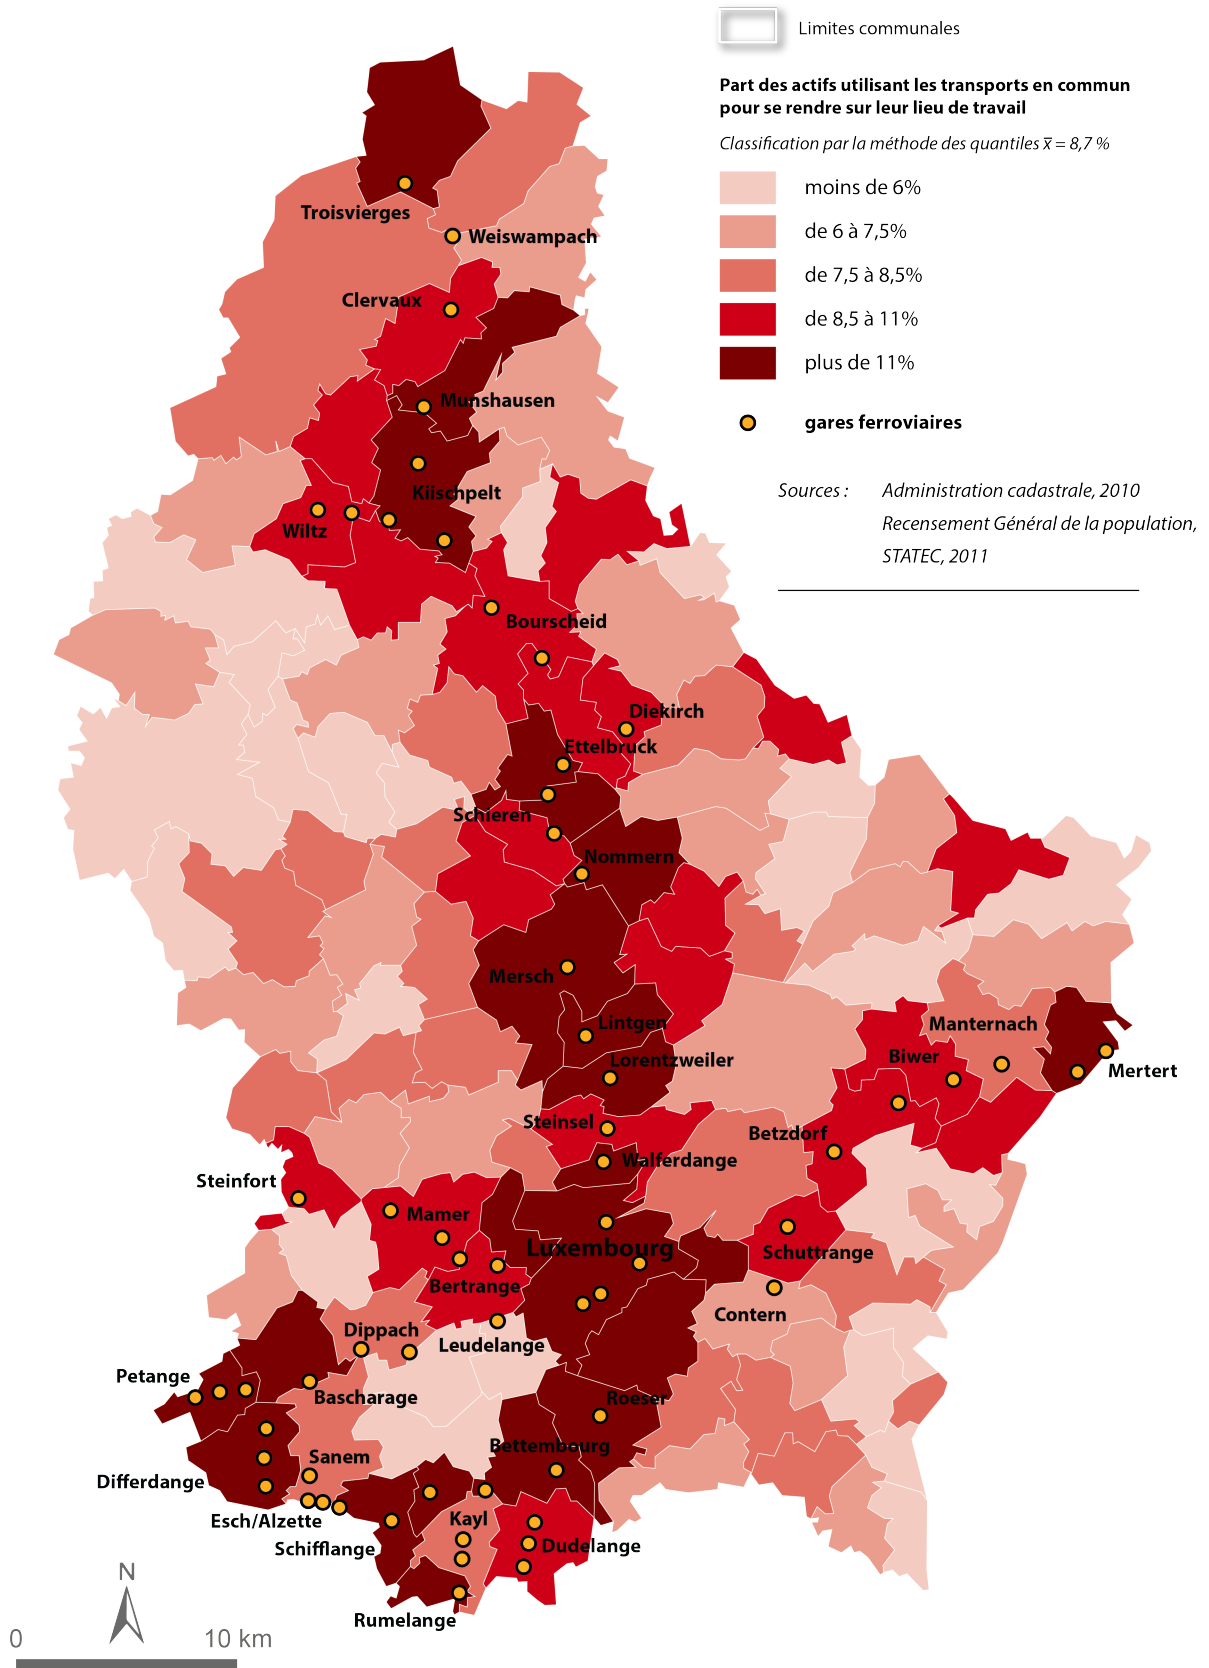 Limites communales
Part des actifs utilisant les transports en commun
pour se rendre sur leur lieu de travail
Classification par la méthode des quantiles x̅ = 8,7 %
moins de 6%
de 6 à 7,5%
de 7,5 à 8,5%
de 8,5 à 11%
plus de 11%
gares ferroviaires
Sources : Administration cadastrale, 2010
Recensement Général de la population,
STATEC, 2011
Troisvierges
Weiswampach
Clervaux
Munshausen
Kiischpelt
Wiltz
Bourscheid
Diekirch
Ettelbruck
Schieren
Nommern
Mersch
Lintgen
Manternach
Biwer
Lorentzweiler
Mertert
Steinsel
Betzdorf
Walferdange
Steinfort
Mamer
Luxembourg
Schuttrange
Bertrange
Contern
Dippach
Leudelange
Petange
Bascharage
Roeser
Bettembourg
Sanem
Differdange
Esch/Alzette
Kayl
Schifflange
Dudelange
Rumelange
N
0 10 km